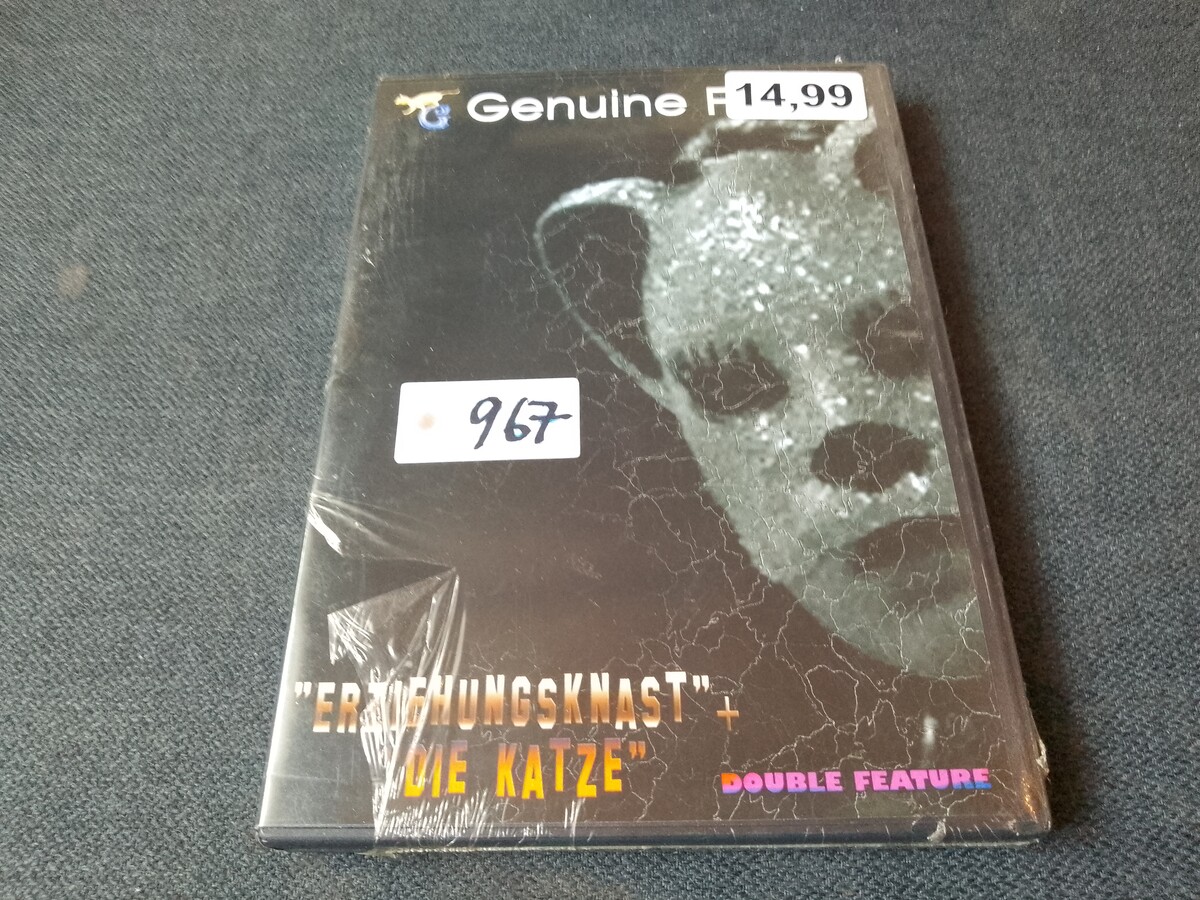 Genuine
14,99
967
"ERZIEHUNGSKNAST" +
DIE KATZE"
DOUBLE FEATURE